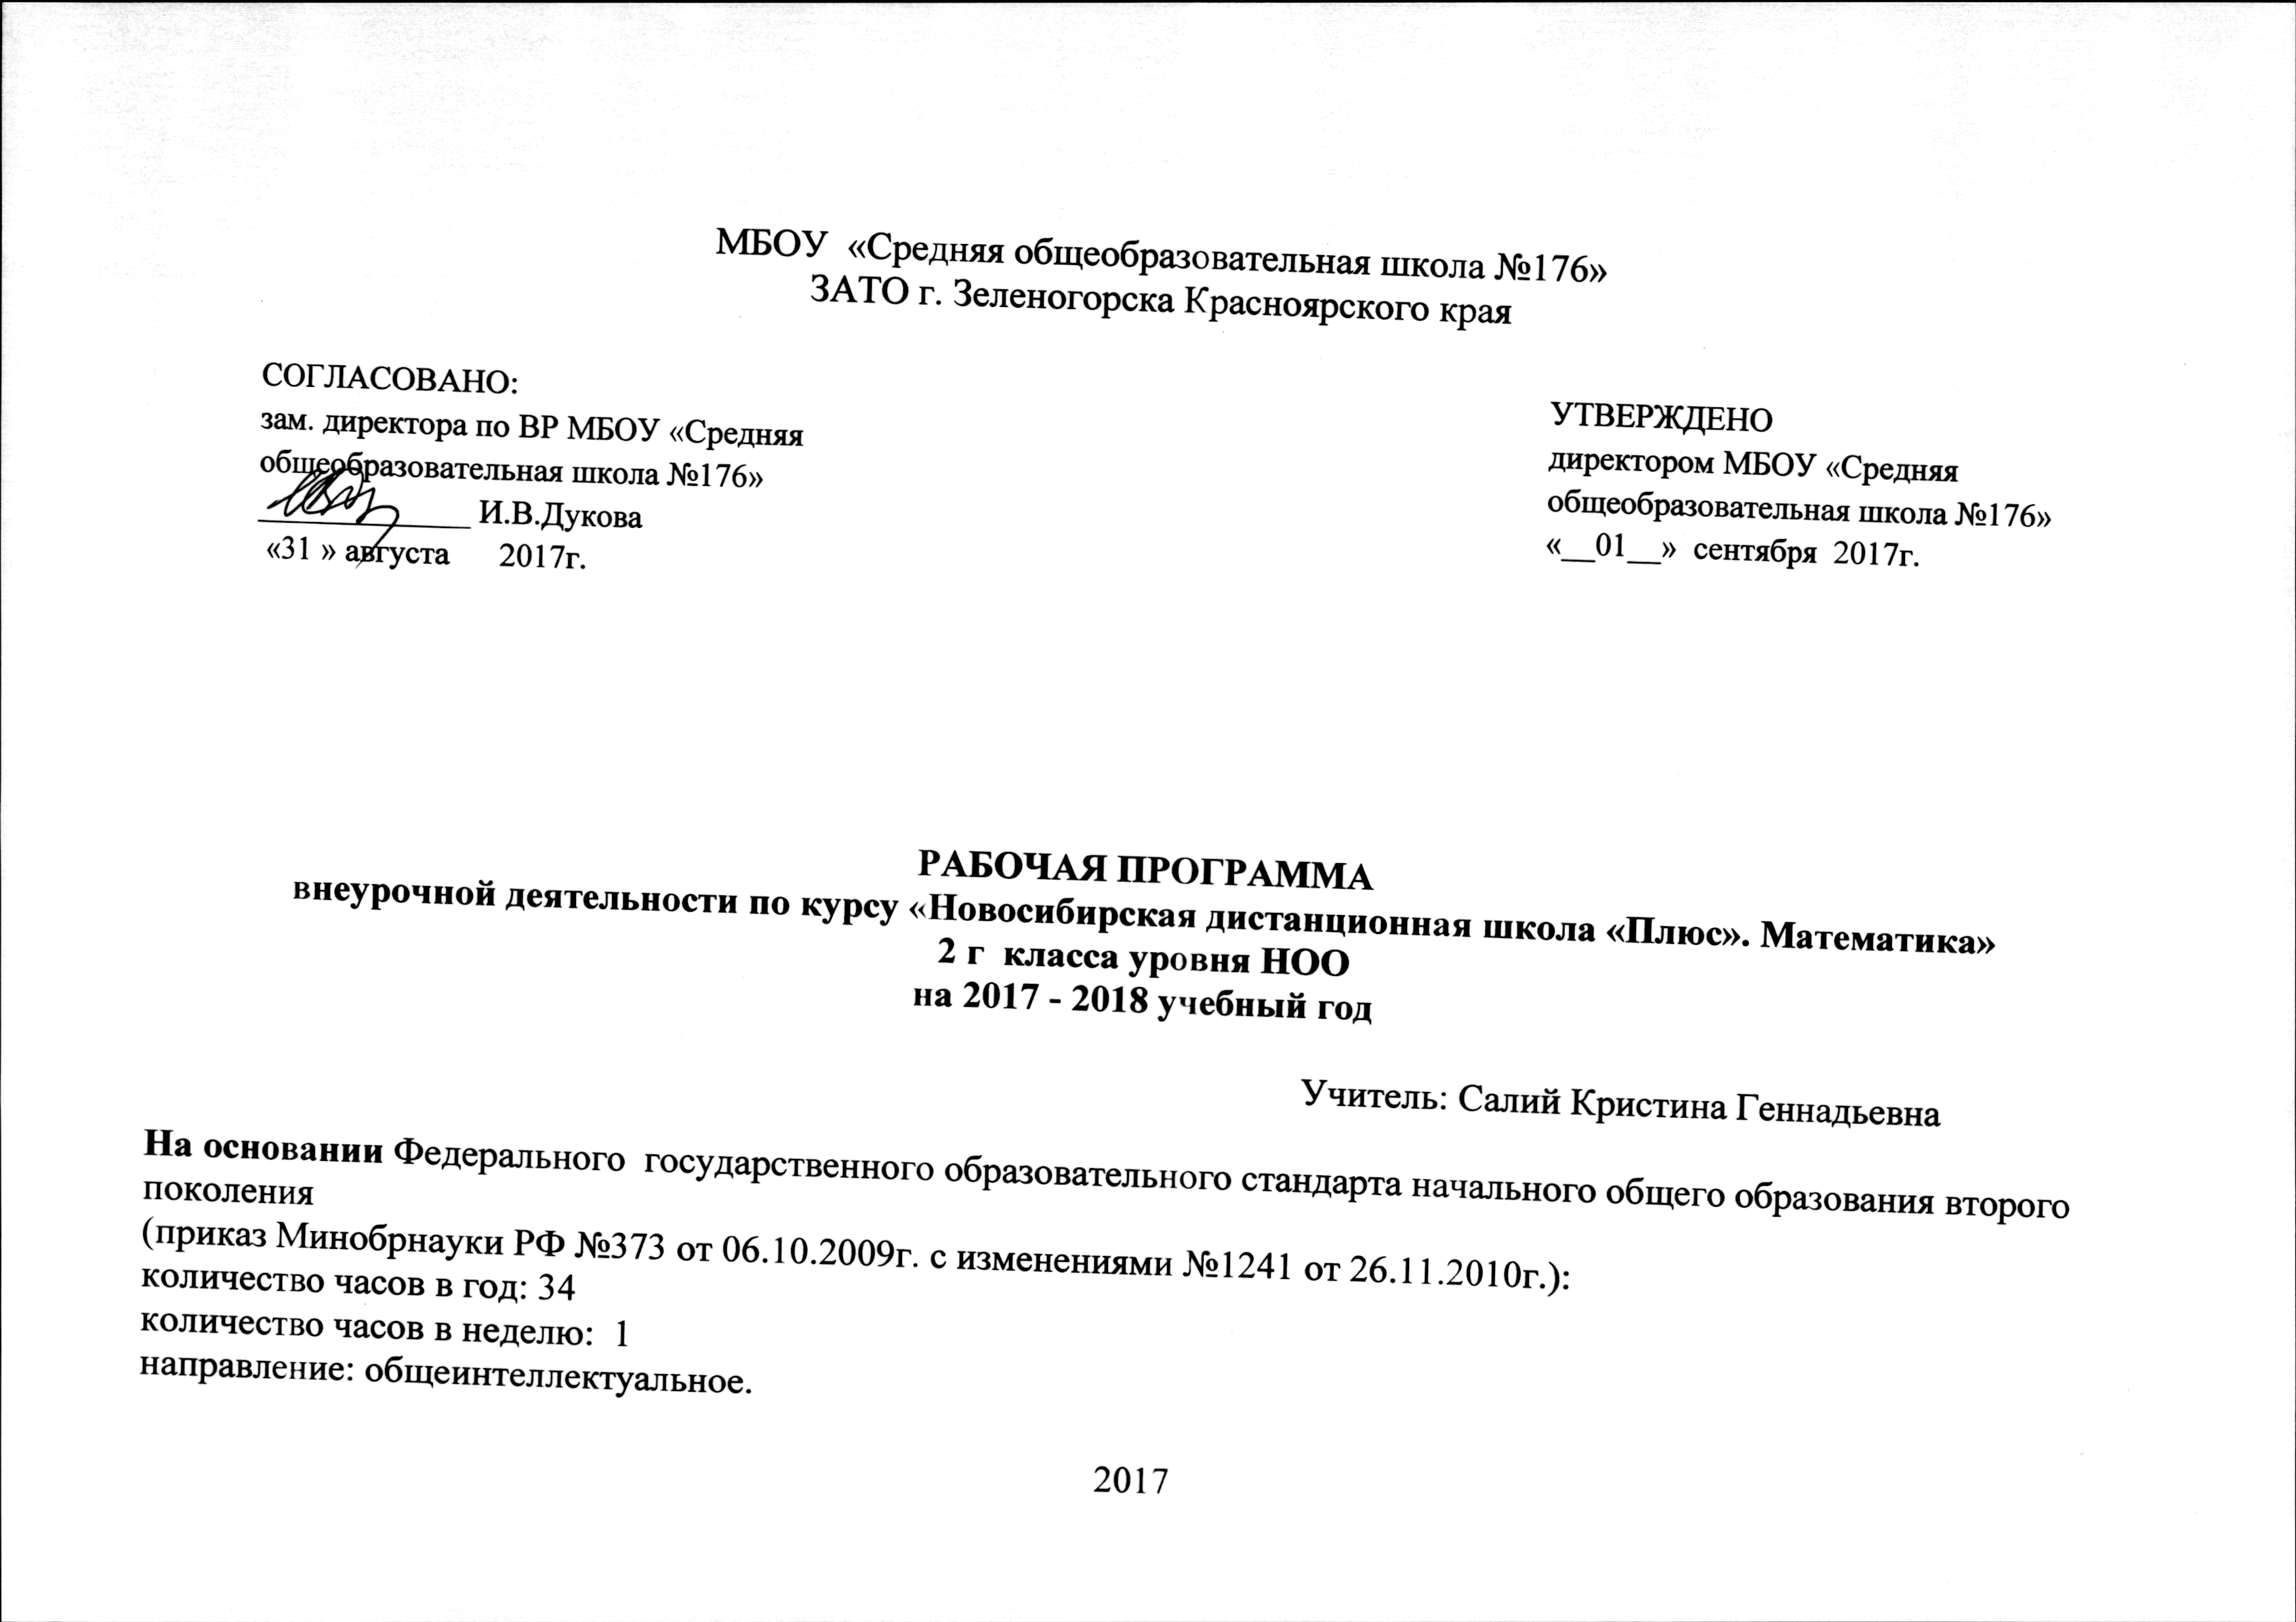 МБОУ «Средняя общеобразовательная школа №176»
ЗАТО г. Зеленогорска Красноярского края
СОГЛАСОВАНО:
зам. директора по ВР МБОУ «Средняя
общеобразовательная школа №176»
______________ И.В.Дукова
«31 » августа 2017г.
УТВЕРЖДЕНО
директором МБОУ «Средняя
общеобразовательная школа №176»
«__01__» сентября 2017г.
РАБОЧАЯ ПРОГРАММА
внеурочной деятельности по курсу «Новосибирская дистанционная школа «Плюс». Математика»
2 г класса уровня НОО
на 2017 - 2018 учебный год
Учитель: Салий Кристина Геннадьевна
На основании Федерального государственного образовательного стандарта начального общего образования второго
поколения
(приказ Минобрнауки РФ №373 от 06.10.2009г. с изменениями №1241 от 26.11.2010г.):
количество часов в год: 34
количество часов в неделю: 1
направление: общеинтеллектуальное.
2017